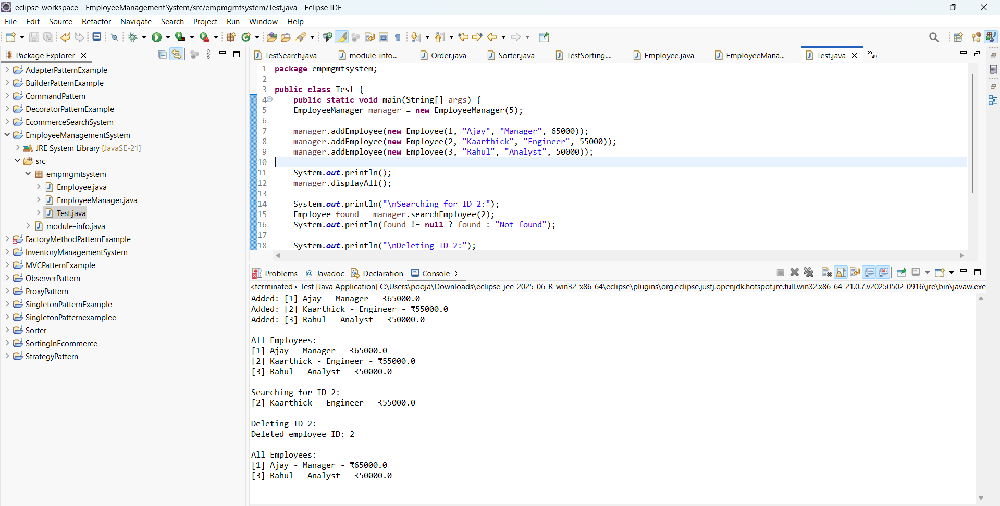 eclipse-workspace - EmployeeManagementSystem/src/empmgmtsystem/Test.java - Eclipse IDE
File Edit Source Refactor Navigate Search Project Run Window Help
Package Explorer
AdapterPatternExample
BuilderPatternExample
CommandPattern
DecoratorPatternExample
EcommerceSearchSystem
EmployeeManagementSystem
JRE System Library [JavaSE-21]
src
empmgmtsystem
Employee.java
EmployeeManager.java
Test.java
module-info.java
FactoryMethodPatternExample
InventoryManagementSystem
MVCPatternExample
ObserverPattern
ProxyPattern
SingletonPatternExample
SingletonPatternexamplee
Sorter
SortingInEcommerce
StrategyPattern
TestSearch.java module-info... Order.java Sorter.java TestSorting.... Employee.java EmployeeMana... Test.java »49
1 package empmgmtsystem;
2
3 public class Test {
4 public static void main(String[] args) {
5 EmployeeManager manager = new EmployeeManager(5);
6
7 manager.addEmployee(new Employee(1, "Ajay", "Manager", 65000));
8 manager.addEmployee(new Employee(2, "Kaarthick", "Engineer", 55000));
9 manager.addEmployee(new Employee(3, "Rahul", "Analyst", 50000));
10
11 System.out.println();
12 manager.displayAll();
13
14 System.out.println("\nSearching for ID 2:");
15 Employee found = manager.searchEmployee(2);
16 System.out.println(found != null ? found : "Not found");
17
18 System.out.println("\nDeleting ID 2:");
Problems Javadoc Declaration Console
<terminated> Test [Java Application] C:\Users\pooja\Downloads\eclipse-jee-2025-06-R-win32-x86_64\eclipse\plugins\org.eclipse.justj.openjdk.hotspot.jre.full.win32.x86_64_21.0.7.v20250502-0916\jre\bin\javaw.exe
Added: [1] Ajay - Manager - ₹65000.0
Added: [2] Kaarthick - Engineer - ₹55000.0
Added: [3] Rahul - Analyst - ₹50000.0
All Employees:
[1] Ajay - Manager - ₹65000.0
[2] Kaarthick - Engineer - ₹55000.0
[3] Rahul - Analyst - ₹50000.0
Searching for ID 2:
[2] Kaarthick - Engineer - ₹55000.0
Deleting ID 2:
Deleted employee ID: 2
All Employees:
[1] Ajay - Manager - ₹65000.0
[3] Rahul - Analyst - ₹50000.0